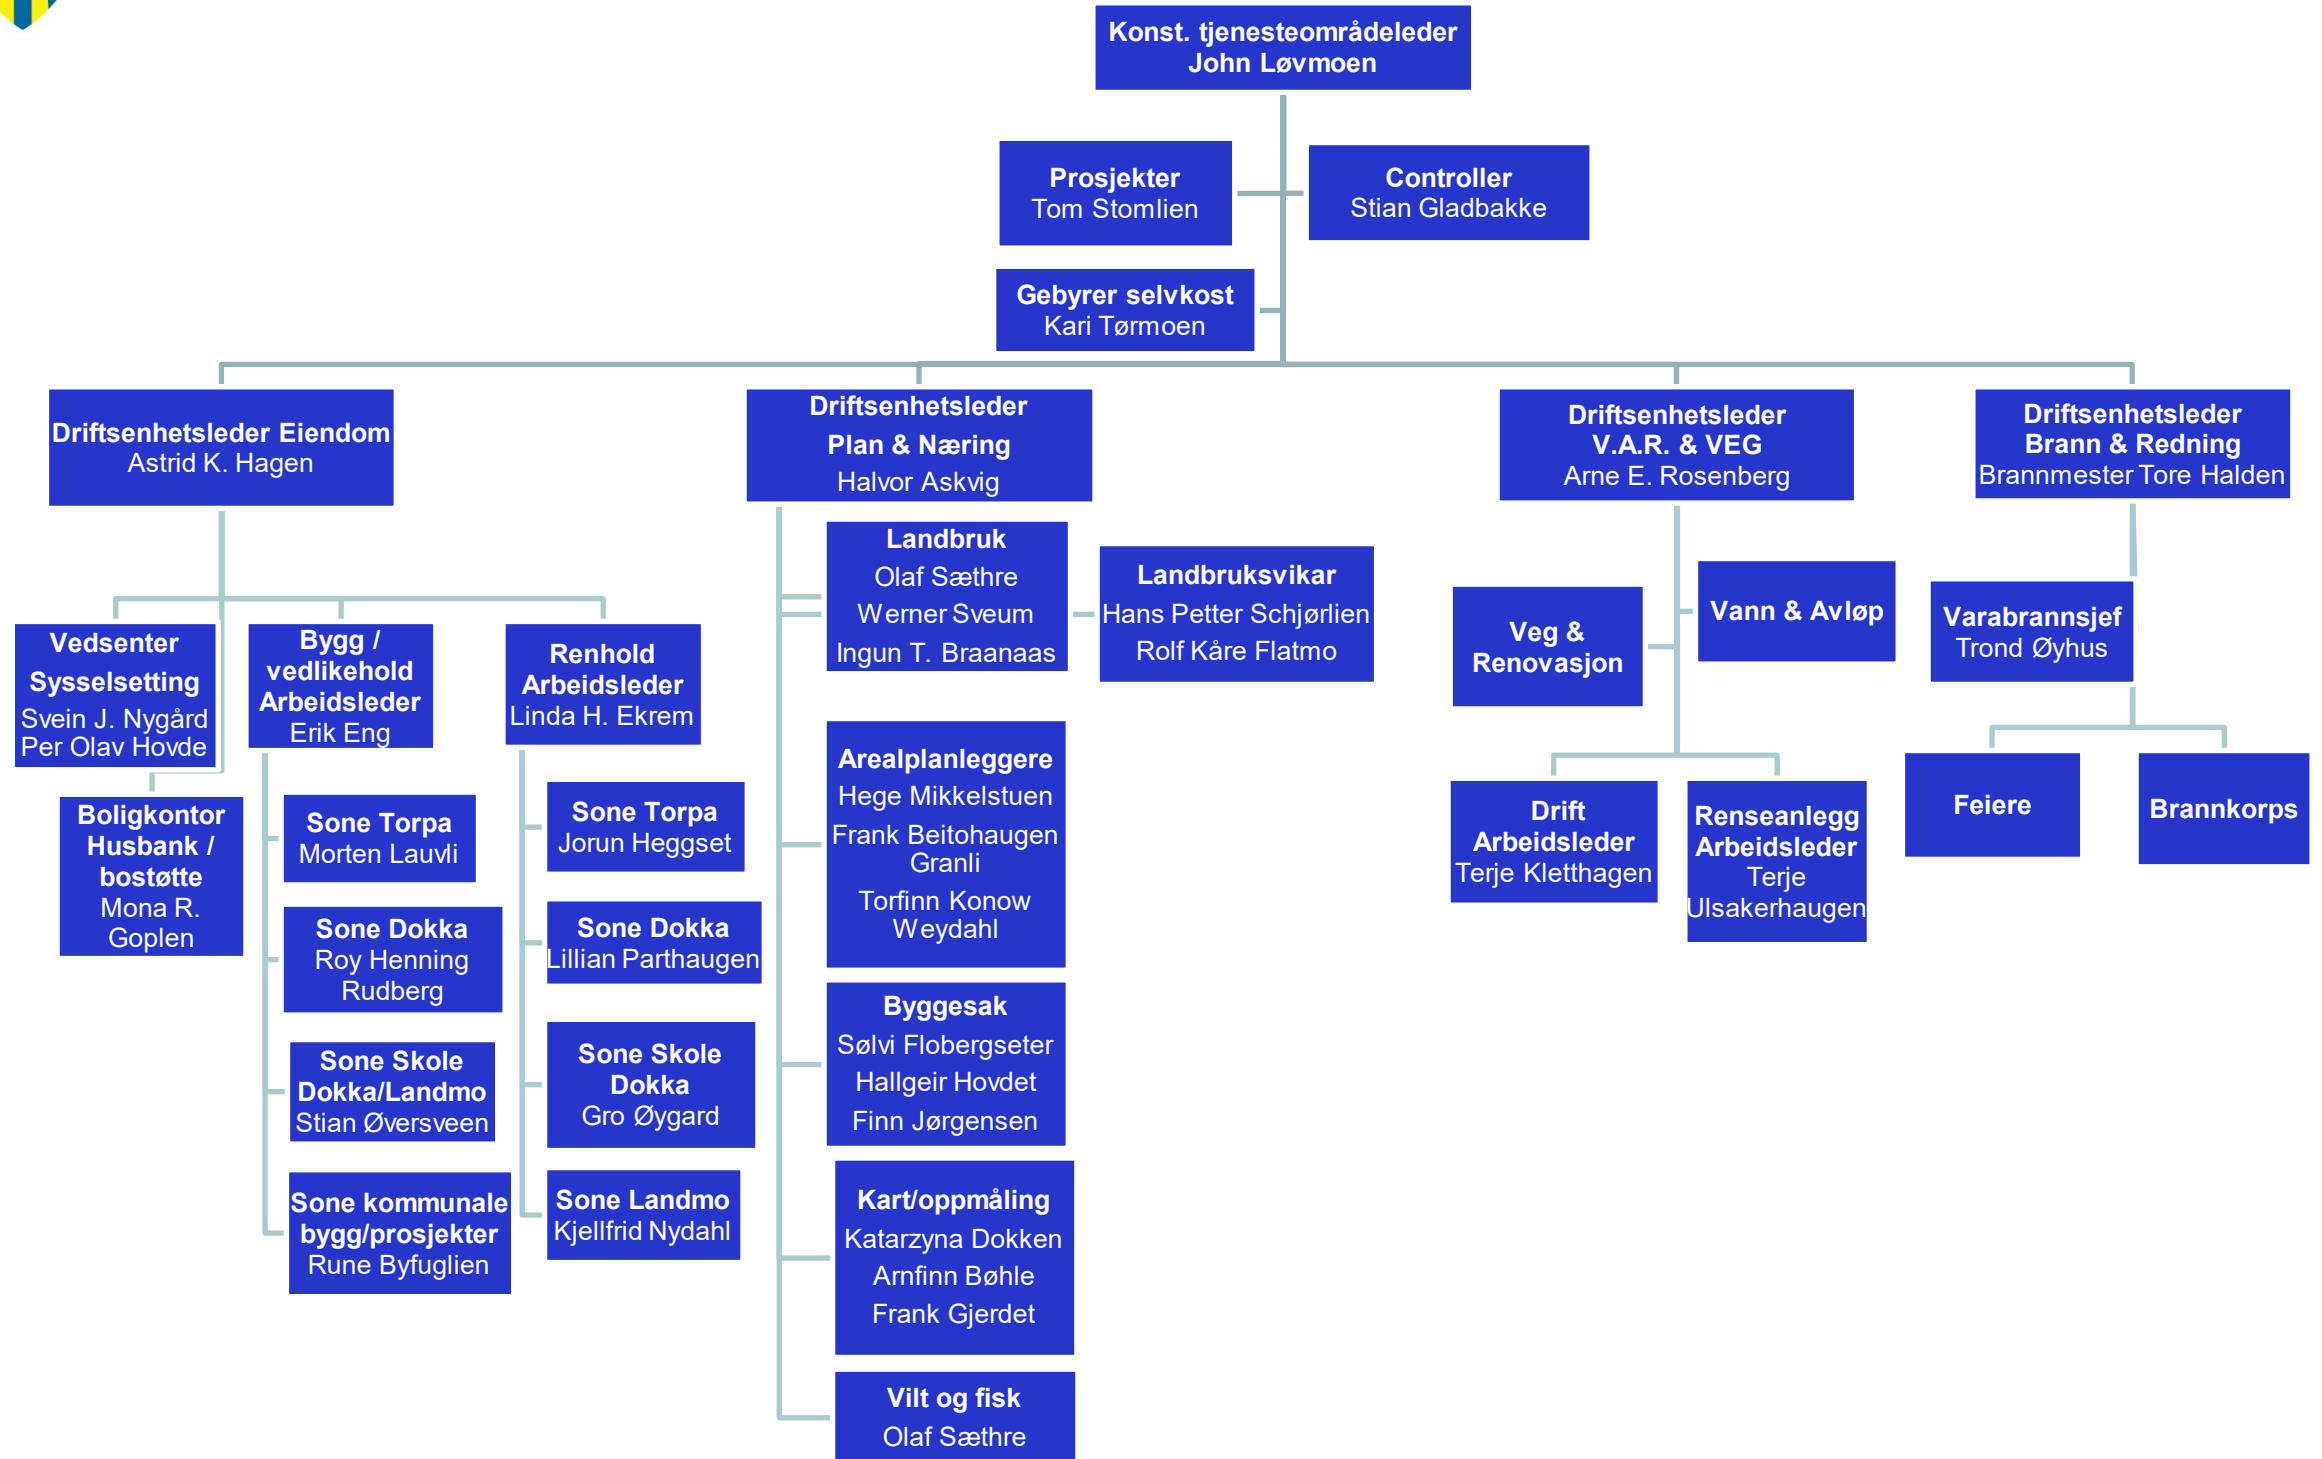 Konst. tjenesteområdeleder
John Løvmoen
Prosjekter
Tom Stomlien
Controller
Stian Gladbakke
Gebyrer selvkost
Kari Tørmoen
Driftsenhetsleder Eiendom
Astrid K. Hagen
Driftsenhetsleder
Plan & Næring
Halvor Askvig
Driftsenhetsleder
V.A.R. & VEG
Arne E. Rosenberg
Driftsenhetsleder
Brann & Redning
Brannmester Tore Halden
Vedsenter
Sysselsetting
Svein J. Nygård
Per Olav Hovde
Boligkontor
Husbank /
bostøtte
Mona R.
Goplen
Bygg /
vedlikehold
Arbeidsleder
Erik Eng
Sone Torpa
Morten Lauvli
Sone Dokka
Roy Henning
Rudberg
Sone Skole
Dokka/Landmo
Stian Øversveen
Sone kommunale
bygg/prosjekter
Rune Byfuglien
Renhold
Arbeidsleder
Linda H. Ekrem
Sone Torpa
Jorun Heggset
Sone Dokka
Lillian Parthaugen
Sone Skole
Dokka
Gro Øygard
Sone Landmo
Kjellfrid Nydahl
Landbruk
Olaf Sæthre
Werner Sveum
Ingun T. Braanaas
Landbruksvikar
Hans Petter Schjørlien
Rolf Kåre Flatmo
Arealplanleggere
Hege Mikkelstuen
Frank Beitohaugen
Granli
Torfinn Konow
Weydahl
Byggesak
Sølvi Flobergseter
Hallgeir Hovdet
Finn Jørgensen
Kart/oppmåling
Katarzyna Dokken
Arnfinn Bøhle
Frank Gjerdet
Vilt og fisk
Olaf Sæthre
Veg &
Renovasjon
Vann & Avløp
Drift
Arbeidsleder
Terje Kletthagen
Renseanlegg
Arbeidsleder
Terje
Ulsakerhaugen
Varabrannsjef
Trond Øyhus
Feiere
Brannkorps